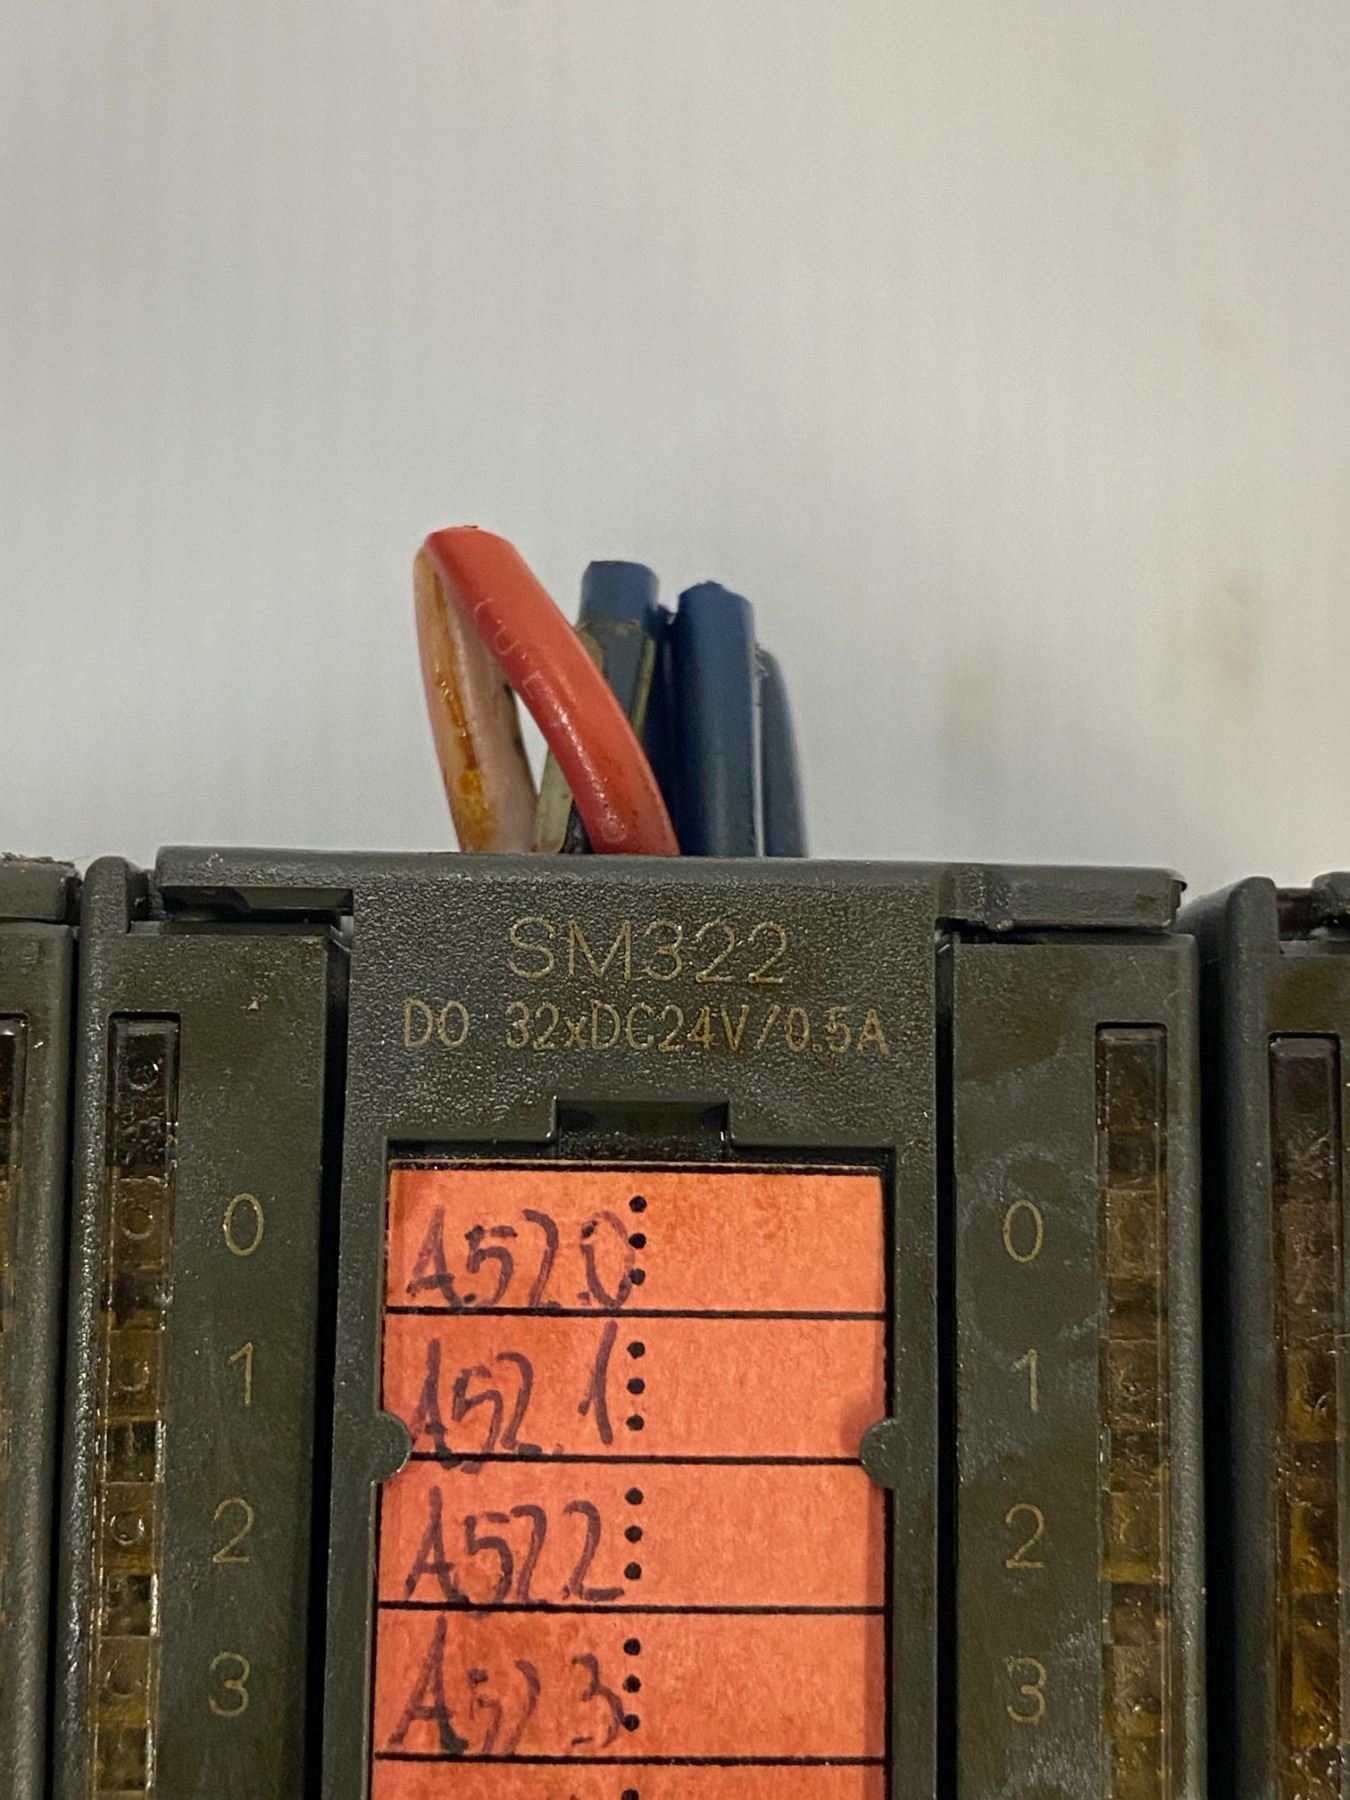 SM322
DO 32xDC24V/0.5A
0 A52.0 0
1 A52.1 1
2 A52.2 2
3 A52.3 3